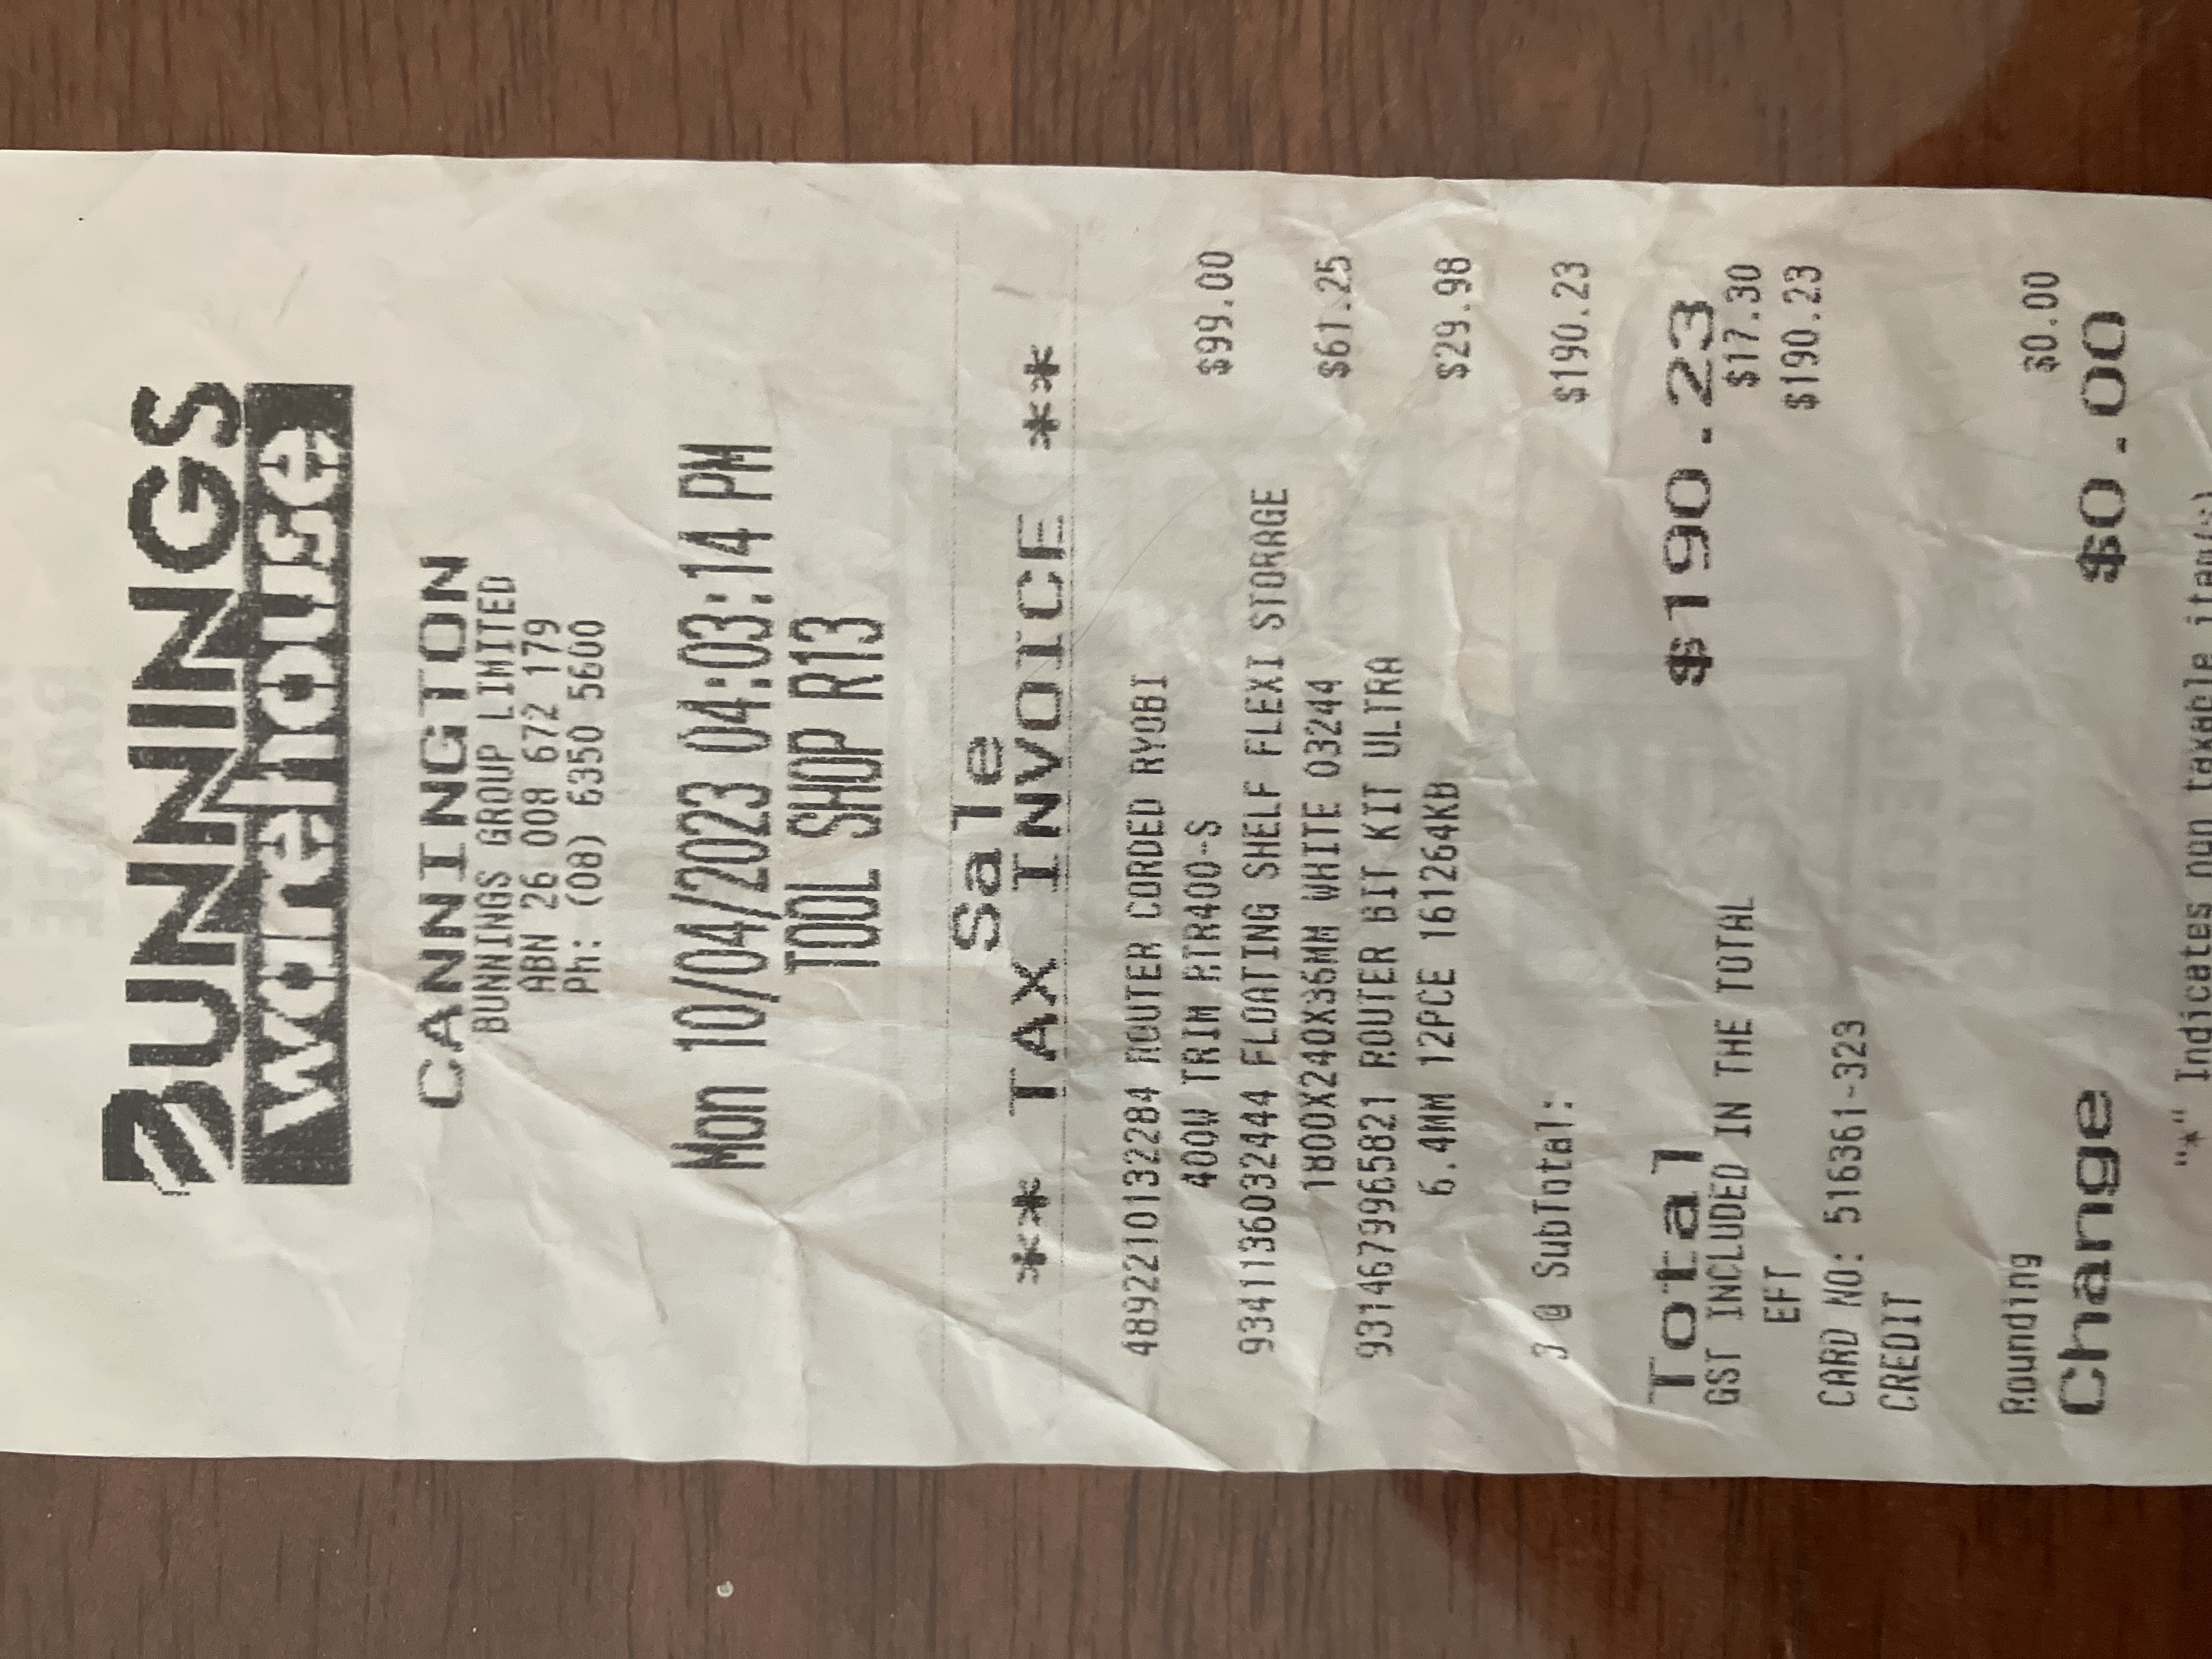 BUNNINGS
warehouse
CANNINGTON
BUNNINGS GROUP LIMITED
ABN 26 008 672 179
Ph: (08) 6350 5600
Mon 10/04/2023 04:03:14 PM
TOOL SHOP R13
Sale
** TAX INVOICE **
4892210132284 ROUTER CORDED RYOBI
400W TRIM RTR400-S $99.00
9341136032444 FLOATING SHELF FLEXI STORAGE
1800X240X36MM WHITE 03244 $61.25
9314679965821 ROUTER BIT KIT ULTRA
6.4MM 12PCE 161264KB $29.98
3 @ SubTotal: $190.23
Total $190.23
GST INCLUDED IN THE TOTAL $17.30
EFT $190.23
CARD NO: 516361-323
CREDIT
Rounding $0.00
Change $0.00
"*" Indicates non taxable item(s)